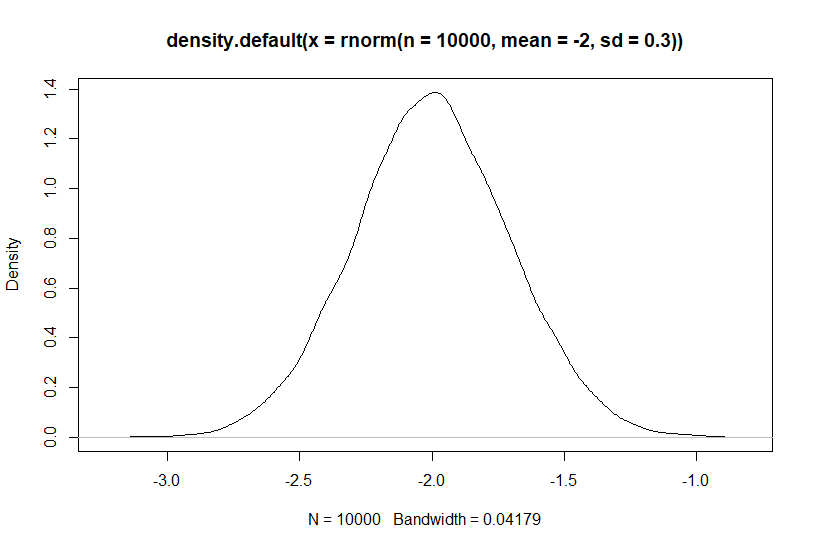 density.default(x = rnorm(n = 10000, mean = -2, sd = 0.3))
Density
1.4
1.2
1.0
0.8
0.6
0.4
0.2
0.0
-3.0 -2.5 -2.0 -1.5 -1.0
N = 10000 Bandwidth = 0.04179